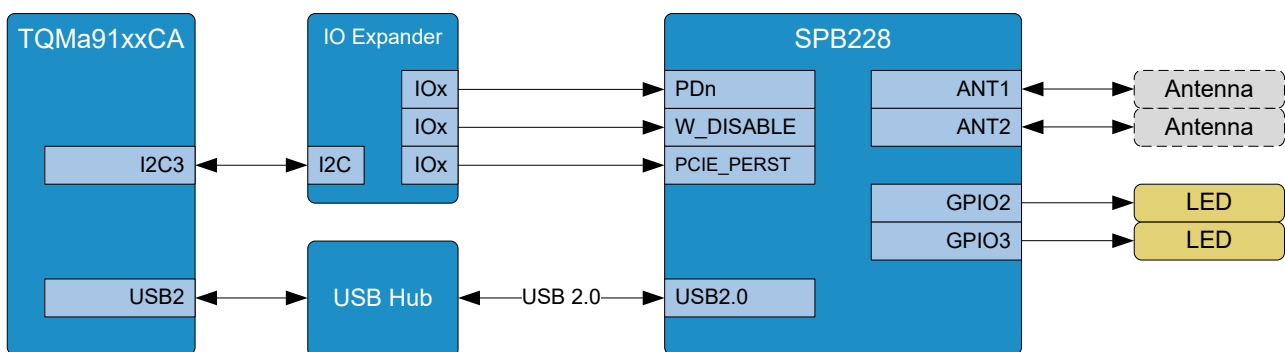 TQMa91xxCA
IO Expander
SPB228
IOx
PDn
ANT1
Antenna
IOx
W_DISABLE
ANT2
Antenna
I2C3
I2C
IOx
PCIE_PERST
GPIO2
LED
GPIO3
LED
USB2
USB Hub
USB 2.0
USB2.0